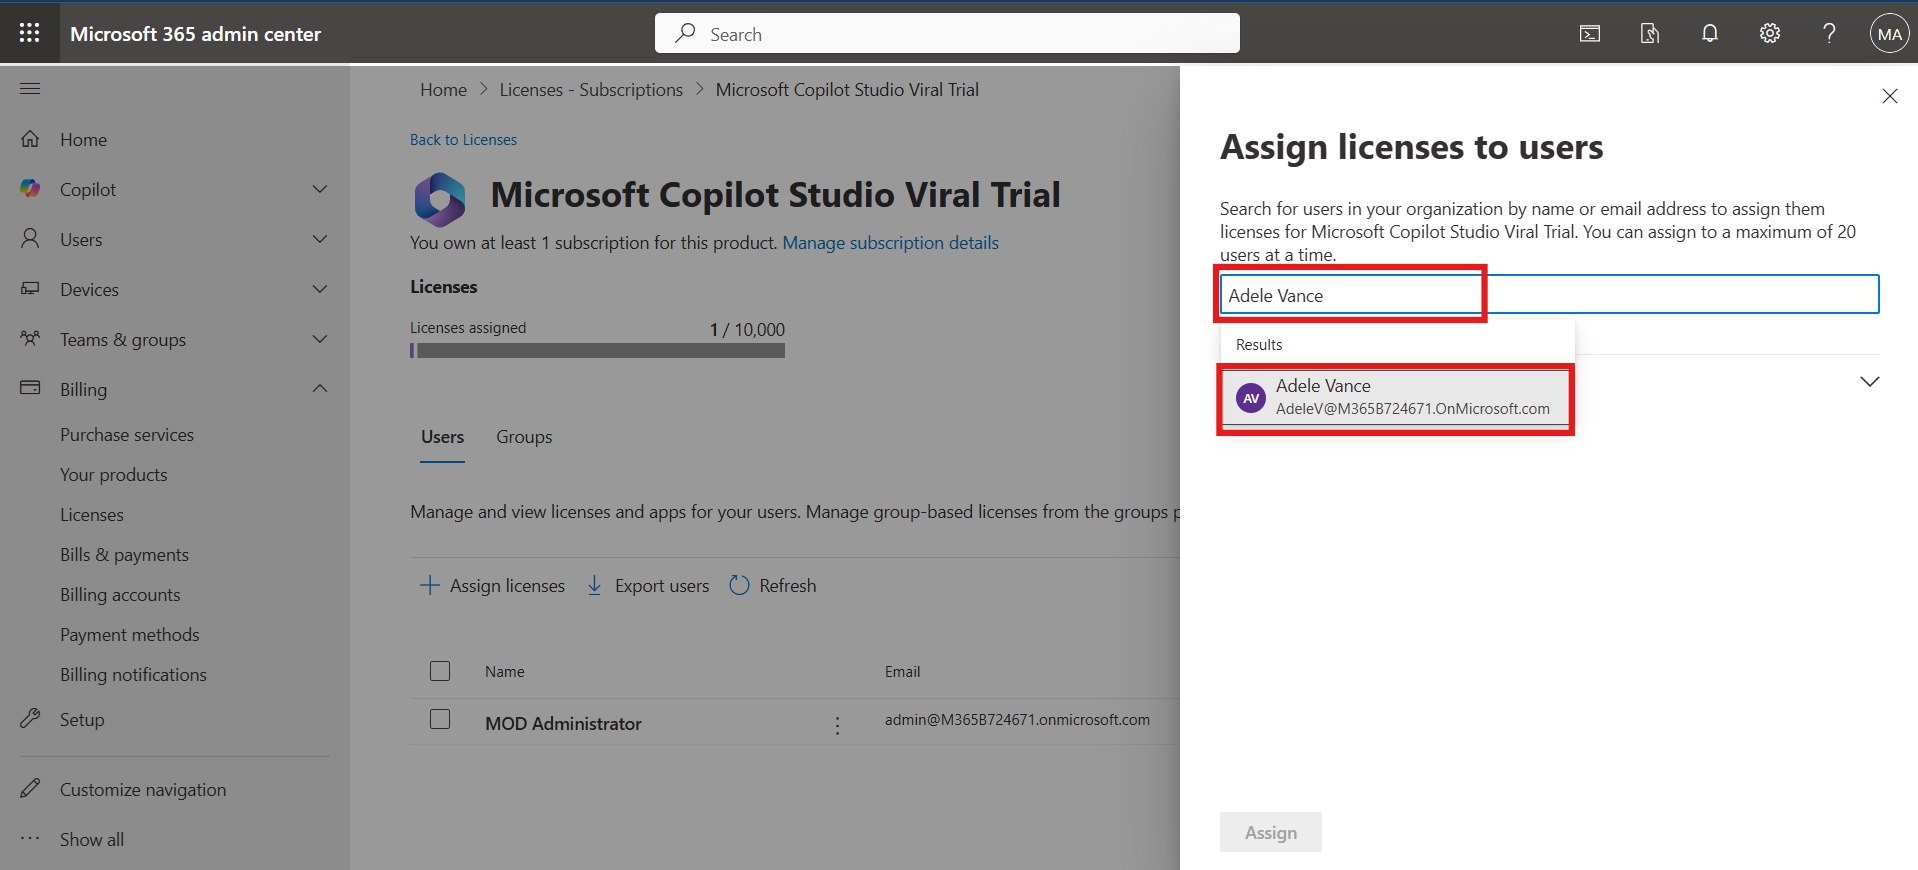 Microsoft 365 admin center
Search
MA
Home
Copilot
Users
Devices
Teams & groups
Billing
Purchase services
Your products
Licenses
Bills & payments
Billing accounts
Payment methods
Billing notifications
Setup
Customize navigation
Show all
Home > Licenses - Subscriptions > Microsoft Copilot Studio Viral Trial
Back to Licenses
Microsoft Copilot Studio Viral Trial
You own at least 1 subscription for this product. Manage subscription details
Licenses
Licenses assigned 1 / 10,000
Users Groups
Manage and view licenses and apps for your users. Manage group-based licenses from the groups p
Assign licenses Export users Refresh
Name Email
MOD Administrator admin@M365B724671.onmicrosoft.com
Assign licenses to users
Search for users in your organization by name or email address to assign them
licenses for Microsoft Copilot Studio Viral Trial. You can assign to a maximum of 20
users at a time.
Adele Vance
Results
AV
Adele Vance
AdeleV@M365B724671.OnMicrosoft.com
Assign